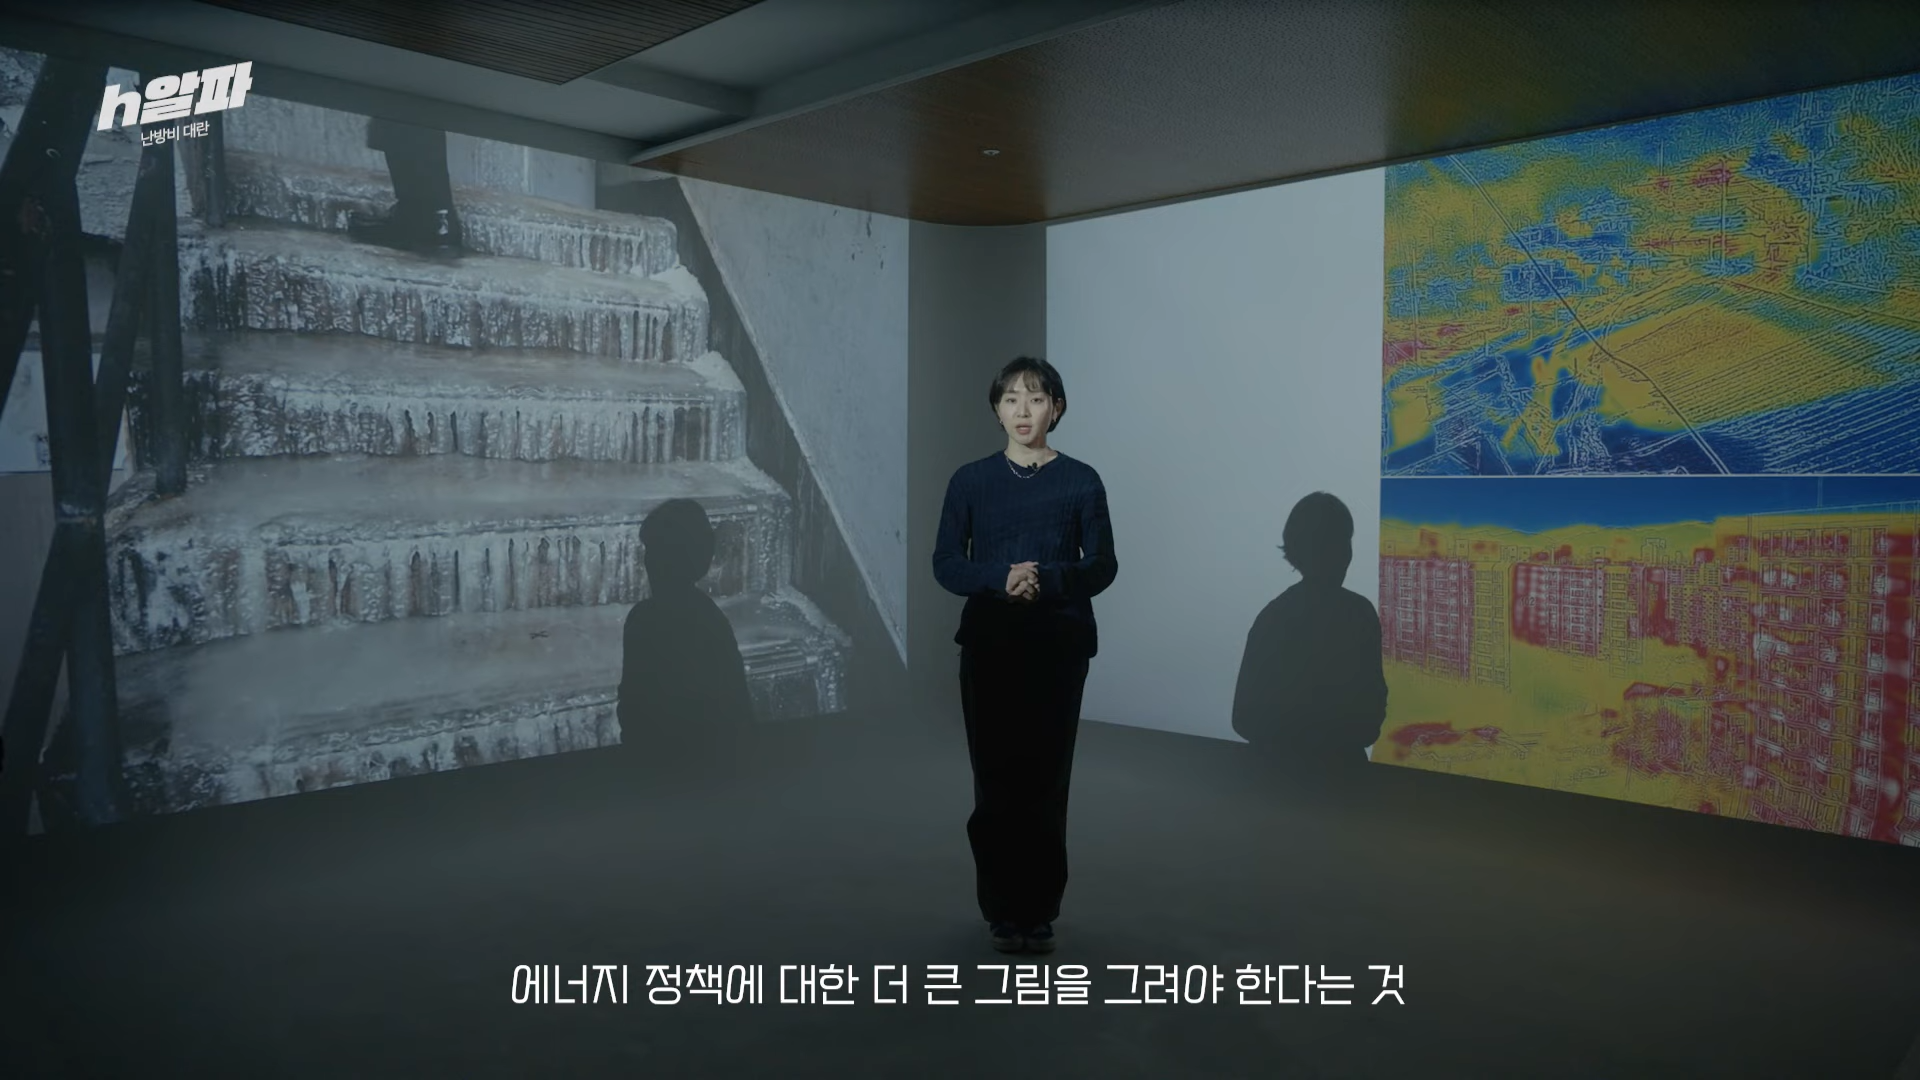 h알파
난방비 대란
에너지 정책에 대한 더 큰 그림을 그려야 한다는 것